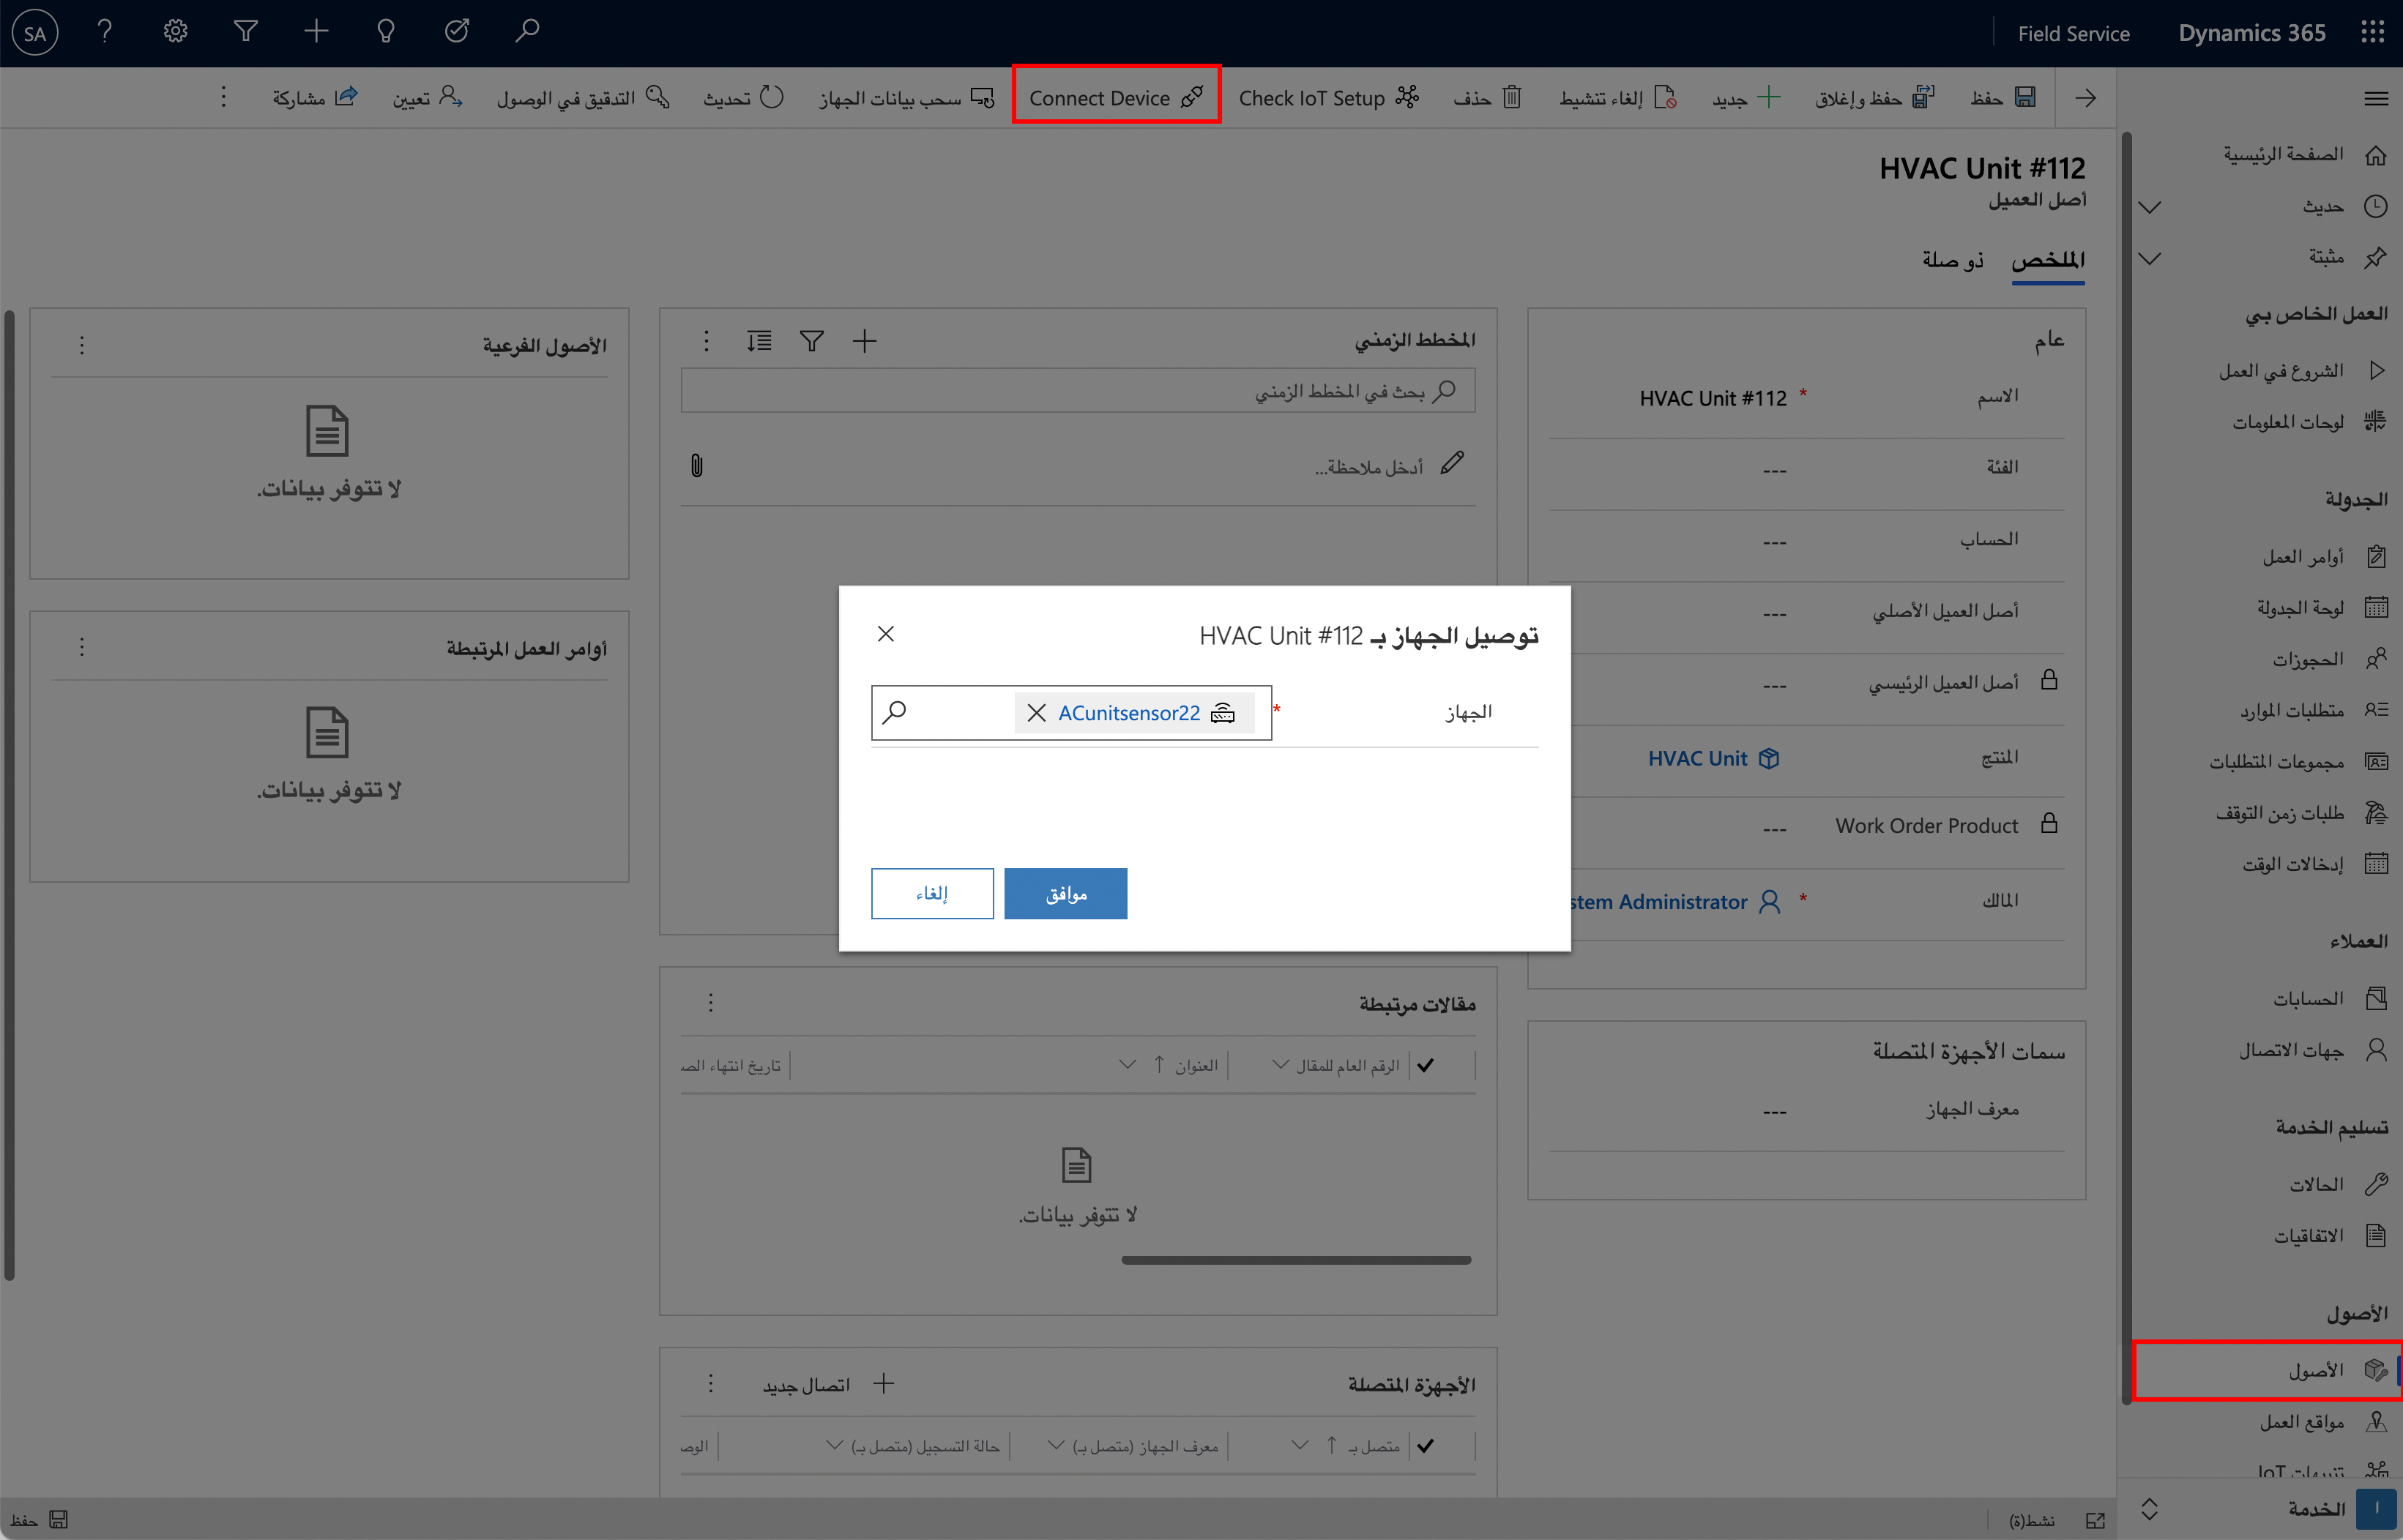 Dynamics 365
Field Service
SA
حفظ
حفظ وإغلاق
جديد
إلغاء تنشيط
حذف
Check IoT Setup
Connect Device
سحب بيانات الجهاز
تحديث
التدقيق في الوصول
تعيين
مشاركة
الصفحة الرئيسية
حديث
مثبتة
العمل الخاص بي
الشروع في العمل
لوحات المعلومات
الجدولة
أوامر العمل
لوحة الجدولة
الحجوزات
متطلبات الموارد
مجموعات المتطلبات
طلبات زمن التوقف
إدخالات الوقت
العملاء
الحسابات
جهات الاتصال
تسليم الخدمة
الحالات
الاتفاقيات
الأصول
الأصول
مواقع العمل
تنبيهات IoT
ا
الخدمة
HVAC Unit #112
أصل العميل
الملخص
ذو صلة
عام
الاسم
* HVAC Unit #112
الفئة
---
الحساب
---
أصل العميل الأصلي
---
أصل العميل الرئيسي
---
المنتج
HVAC Unit
Work Order Product
---
المالك
* stem Administrator
سمات الأجهزة المتصلة
معرف الجهاز
---
المخطط الزمني
بحث في المخطط الزمني
أدخل ملاحظة...
توصيل الجهاز بـ HVAC Unit #112
الجهاز
* ACunitsensor22
موافق
إلغاء
مقالات مرتبطة
الرقم العام للمقال
العنوان
تاريخ انتهاء الص
لا تتوفر بيانات.
الأجهزة المتصلة
اتصال جديد
متصل بـ
معرف الجهاز (متصل بـ)
حالة التسجيل (متصل بـ)
الوص
الأصول الفرعية
لا تتوفر بيانات.
أوامر العمل المرتبطة
لا تتوفر بيانات.
نشط(ة)
حفظ